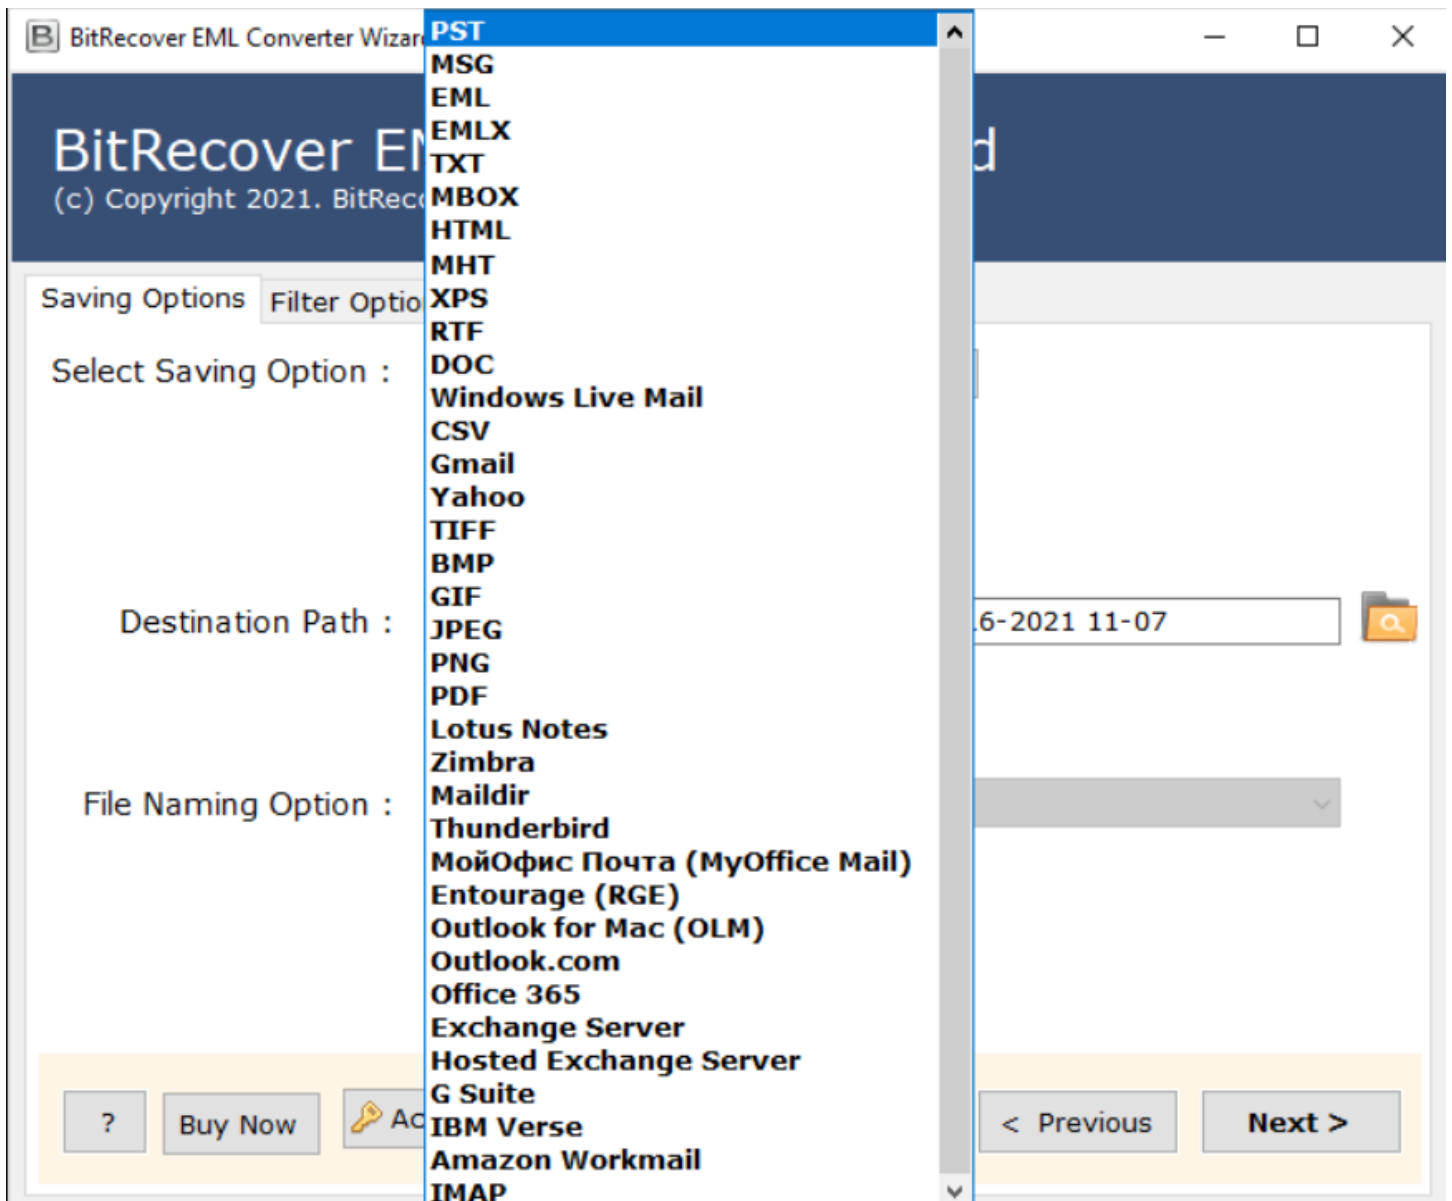 BitRecover EML Converter Wizar
BitRecover E
d
(c) Copyright 2021. BitRec
Saving Options
Filter Optio
Select Saving Option :
Destination Path :
6-2021 11-07
File Naming Option :
PST
MSG
EML
EMLX
TXT
MBOX
HTML
MHT
XPS
RTF
DOC
Windows Live Mail
CSV
Gmail
Yahoo
TIFF
BMP
GIF
JPEG
PNG
PDF
Lotus Notes
Zimbra
Maildir
Thunderbird
МойОфис Почта (MyOffice Mail)
Entourage (RGE)
Outlook for Mac (OLM)
Outlook.com
Office 365
Exchange Server
Hosted Exchange Server
G Suite
IBM Verse
Amazon Workmail
IMAP
?
Buy Now
Ac
< Previous
Next >